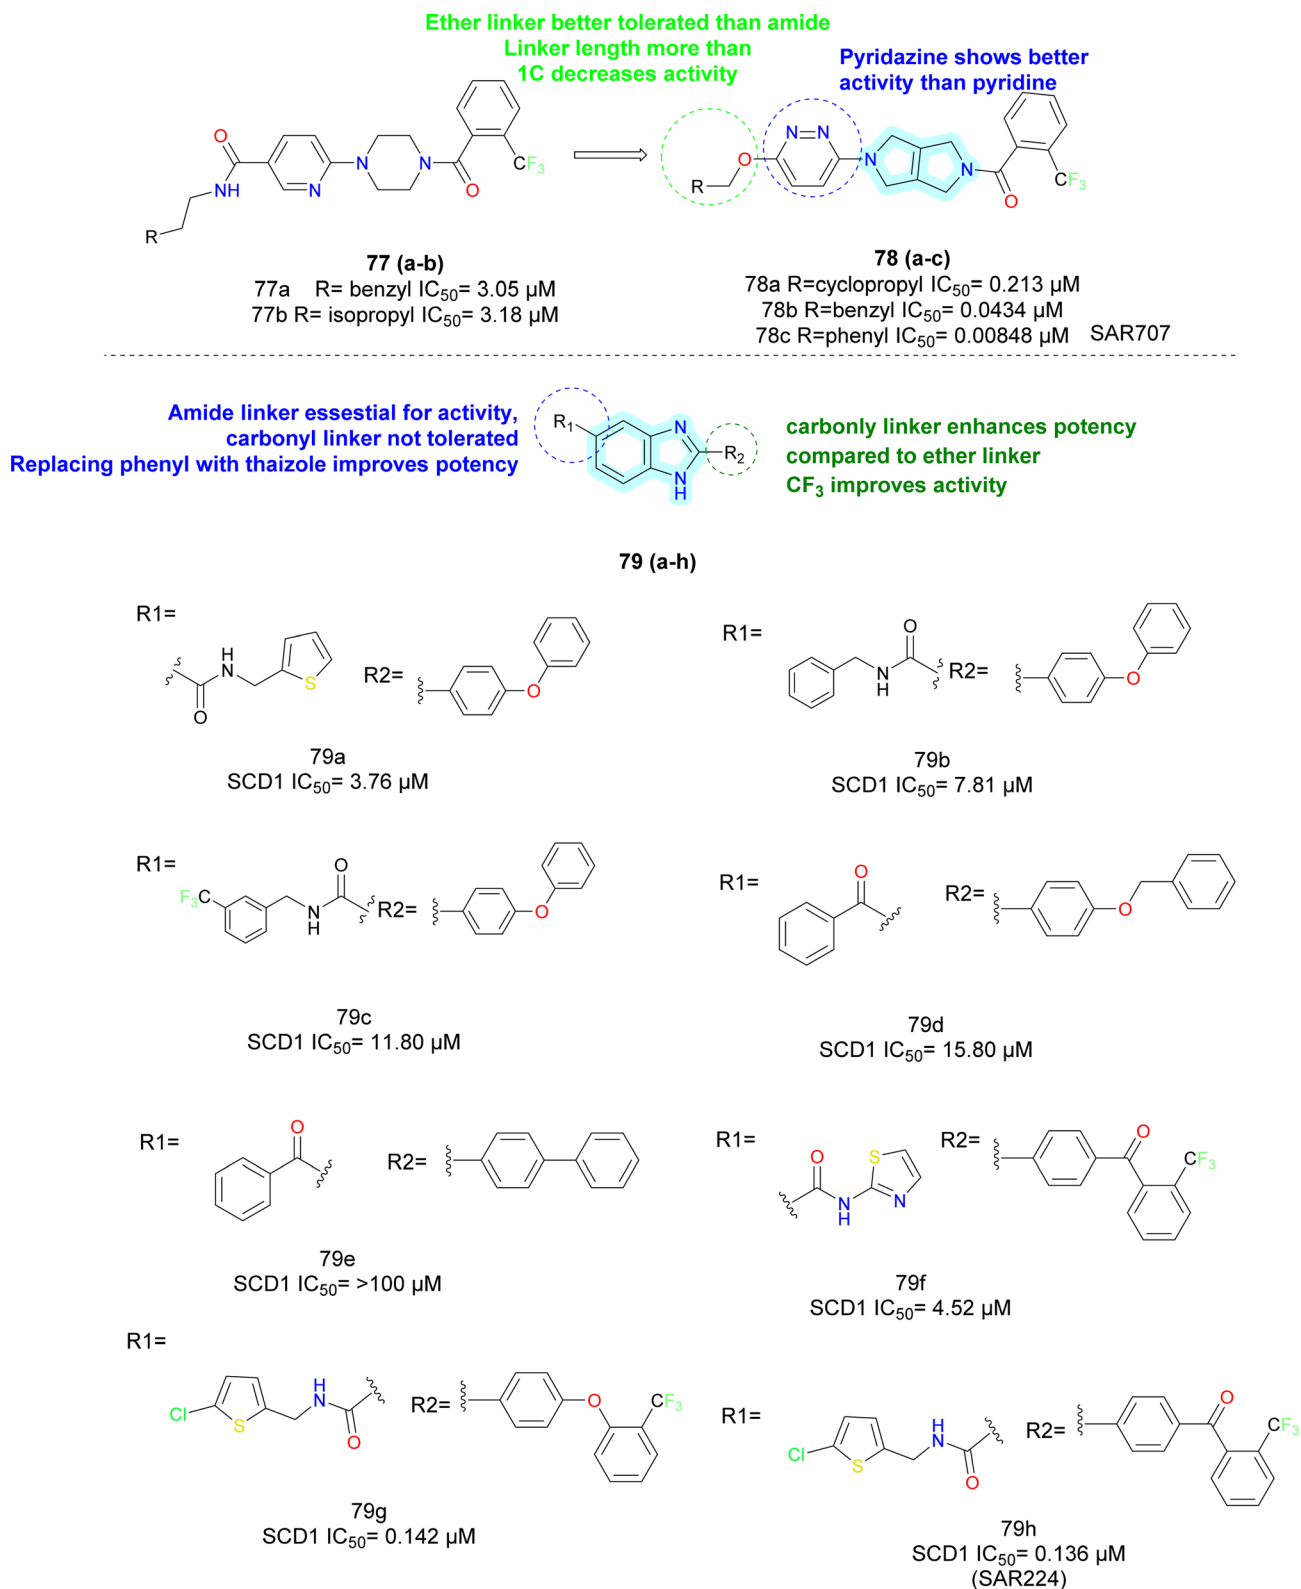 Ether linker better tolerated than amide
Linker length more than
1C decreases activity
Pyridazine shows better
activity than pyridine
O
NH
R
N
N
N
O
CF3
R
O
N=N
N
N
O
CF3
77 (a-b)
77a R= benzyl IC50= 3.05 µM
77b R= isopropyl IC50= 3.18 µM
78 (a-c)
78a R=cyclopropyl IC50= 0.213 µM
78b R=benzyl IC50= 0.0434 µM
78c R=phenyl IC50= 0.00848 µM SAR707
Amide linker essestial for activity,
carbonyl linker not tolerated
Replacing phenyl with thaizole improves potency
R1
N
N
H
R2
carbonly linker enhances potency
compared to ether linker
CF3 improves activity
79 (a-h)
R1=
O
H
N
S
R2=
O
79a
SCD1 IC50= 3.76 µM
R1=
N
H
O
R2=
O
79b
SCD1 IC50= 7.81 µM
R1=
F3C
N
H
O
R2=
O
79c
SCD1 IC50= 11.80 µM
R1=
O
R2=
O
79d
SCD1 IC50= 15.80 µM
R1=
O
R2=
79e
SCD1 IC50= >100 µM
R1=
O
N
H
S
N
R2=
O
CF3
79f
SCD1 IC50= 4.52 µM
R1=
Cl
S
H
N
O
R2=
O
CF3
79g
SCD1 IC50= 0.142 µM
R1=
Cl
S
H
N
O
R2=
O
CF3
79h
SCD1 IC50= 0.136 µM
(SAR224)